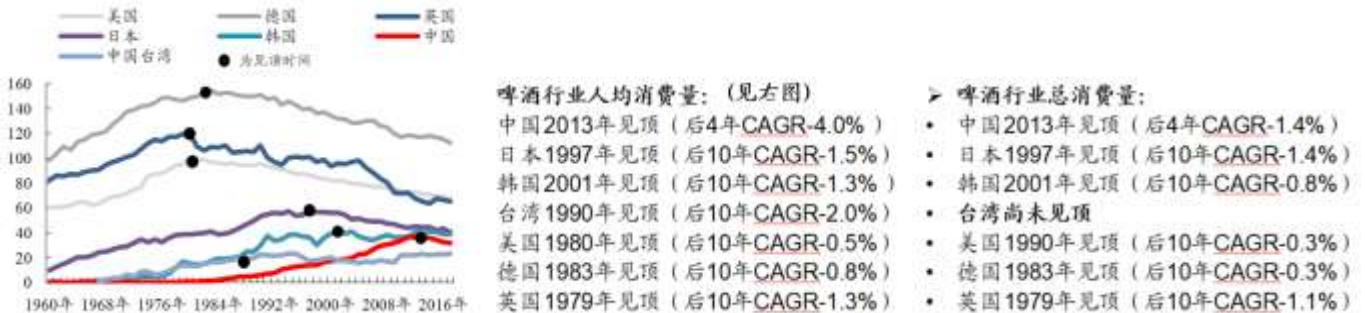 美国
德国
英国
日本
韩国
中国
中国台湾
为见顶时间
160
140
120
100
80
60
40
20
0
1960年 1968年 1976年 1984年 1992年 2000年 2008年 2016年
啤酒行业人均消费量：(见右图)
中国2013年见顶（后4年CAGR-4.0% ）
日本1997年见顶（后10年CAGR-1.5%）
韩国2001年见顶（后10年CAGR-1.3% ）
台湾1990年见顶（后10年CAGR-2.0%）
美国1980年见顶（后10年CAGR-0.5%）
德国1983年见顶（后10年CAGR-0.8%）
英国1979年见顶（后10年CAGR-1.3%）
➢ 啤酒行业总消费量：
• 中国2013年见顶（后4年CAGR-1.4%）
• 日本1997年见顶（后10年CAGR-1.4%）
• 韩国2001年见顶（后10年CAGR-0.8%）
• 台湾尚未见顶
• 美国1990年见顶（后10年CAGR-0.3%）
• 德国1983年见顶（后10年CAGR-0.3%）
• 英国1979年见顶（后10年CAGR-1.1%）